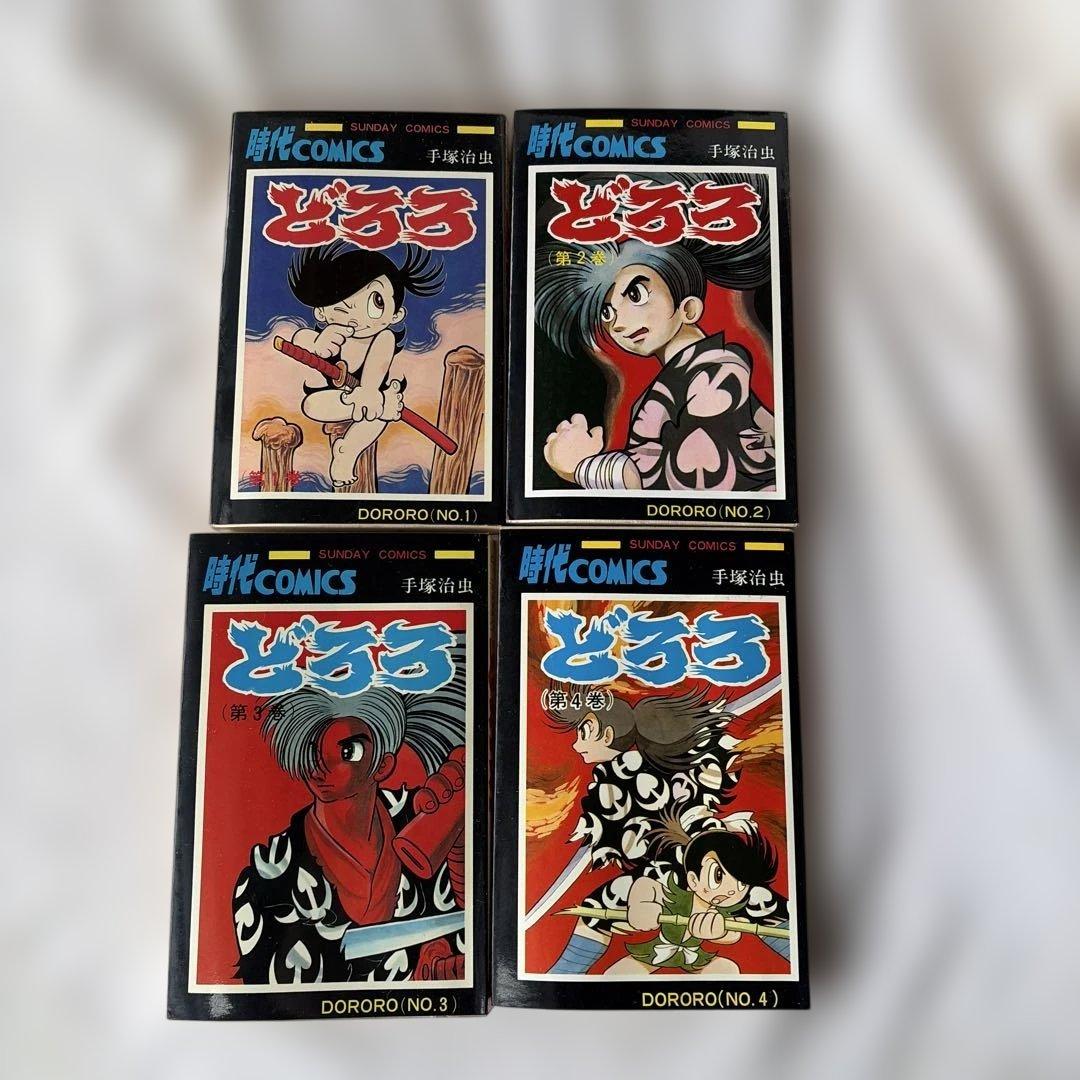 SUNDAY COMICS
時代COMICS
手塚治虫
どろろ
(第1巻
DORORO(NO.1)
SUNDAY COMICS
時代COMICS
手塚治虫
どろろ
(第2巻)
DORORO(NO.2)
SUNDAY COMICS
時代COMICS
手塚治虫
どろろ
(第3巻
DORORO(NO.3)
SUNDAY COMICS
時代COMICS
手塚治虫
どろろ
(第4巻)
DORORO(NO.4)